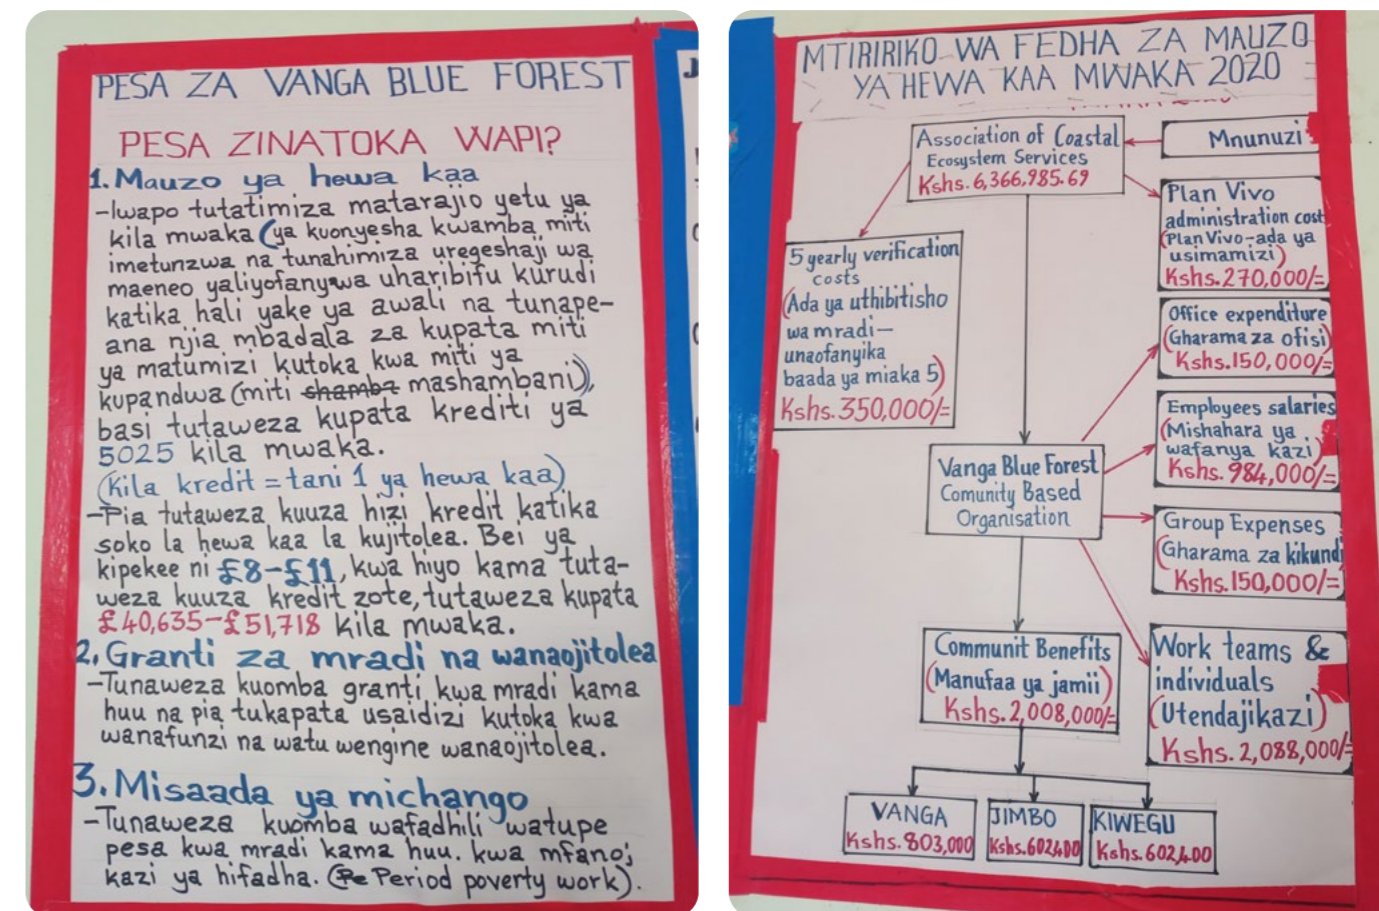 PESA ZA VANGA BLUE FOREST
PESA ZINATOKA WAPI?
1. Mauzo ya hewa kaa
-Iwapo tutatimiza matarajio yetu ya
kila mwaka (ya kuonyesha kwamba miti
imetunzwa na tunahimiza uregeshaji wa
maeneo yaliyofanywa uharibifu kurudi
katika hali yake ya awali na tunape-
ana njia mbadala za kupata miti
ya matumizi kutoka kwa miti ya
kupandwa (miti shamba mashambani),
basi tutaweza kupata krediti ya
5025 kila mwaka.
(Kila kredit = tani 1 ya hewa kaa)
-Pia tutaweza kuuza hizi kredit katika
soko la hewa kaa la kujitolea. Bei ya
kipekee ni £8-£11, kwa hiyo kama tuta-
weza kuuza kredit zote, tutaweza kupata
£40,635-£51,718 kila mwaka.
2. Granti za mradi na wanaojitolea
-Tunaweza kuomba granti kwa mradi kama
huu na pia tukapata usaidizi kutoka kwa
wanafunzi na watu wengine wanaojitolea.
3. Misaada ya michango
-Tunaweza kuomba wafadhili watupe
pesa kwa mradi kama huu. kwa mfano;
kazi ya hifadha. (Pe Period poverty work).
MTIRIRIKO WA FEDHA ZA MAUZO
YA HEWA KAA MWAKA 2020
Association of Coastal
Ecosystem Services
Kshs. 6,366,985.69
Mnunuzi
Plan Vivo
administration cost
(Plan Vivo-ada ya
usimamizi)
Kshs. 270,000/=
5 yearly verification
costs
(Ada ya uthibitisho
wa mradi-
unaofanyika
baada ya miaka 5)
Kshs. 350,000/=
Office expenditure
(Gharama za ofisi)
Kshs. 150,000/=
Employees salaries
(Mishahara ya
wafanya kazi)
Kshs. 984,000/=
Vanga Blue Forest
Comunity Based
Organisation
Group Expenses
(Gharama za kikundi
Kshs. 150,000/=
Communit Benefits
(Manufaa ya jamii)
Kshs. 2,008,000/=
Work teams &
individuals
(Utendajikazi)
Kshs. 2,088,000/=
VANGA
Kshs. 803,000
JIMBO
Kshs. 602,400
KIWEGU
Kshs. 602,400